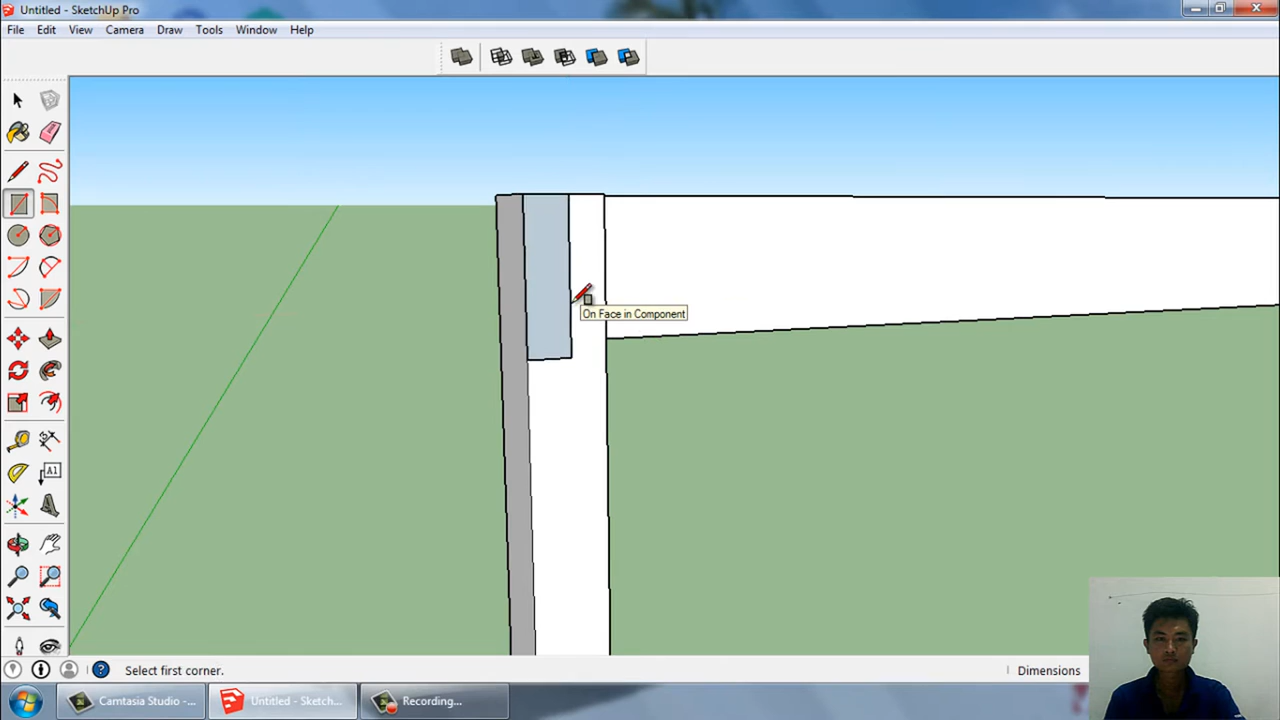 Untitled - SketchUp Pro
File Edit View Camera Draw Tools Window Help
On Face in Component
A1
Select first corner.
Dimensions
Camtasia Studio -...
Untitled - Sketch...
Recording...